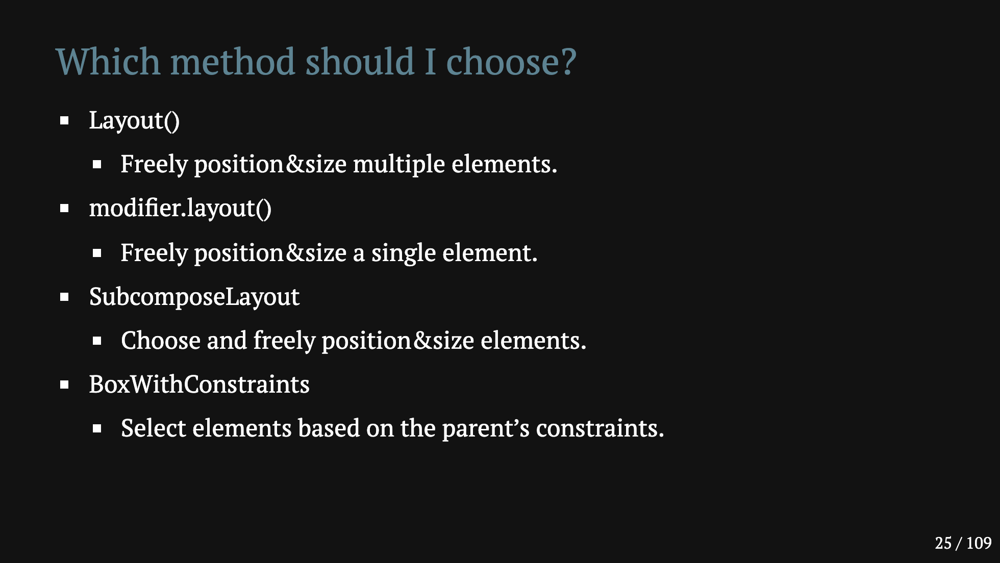 Which method should I choose?
Layout()
Freely position&size multiple elements.
modifier.layout()
Freely position&size a single element.
SubcomposeLayout
Choose and freely position&size elements.
BoxWithConstraints
Select elements based on the parent’s constraints.
25 / 109